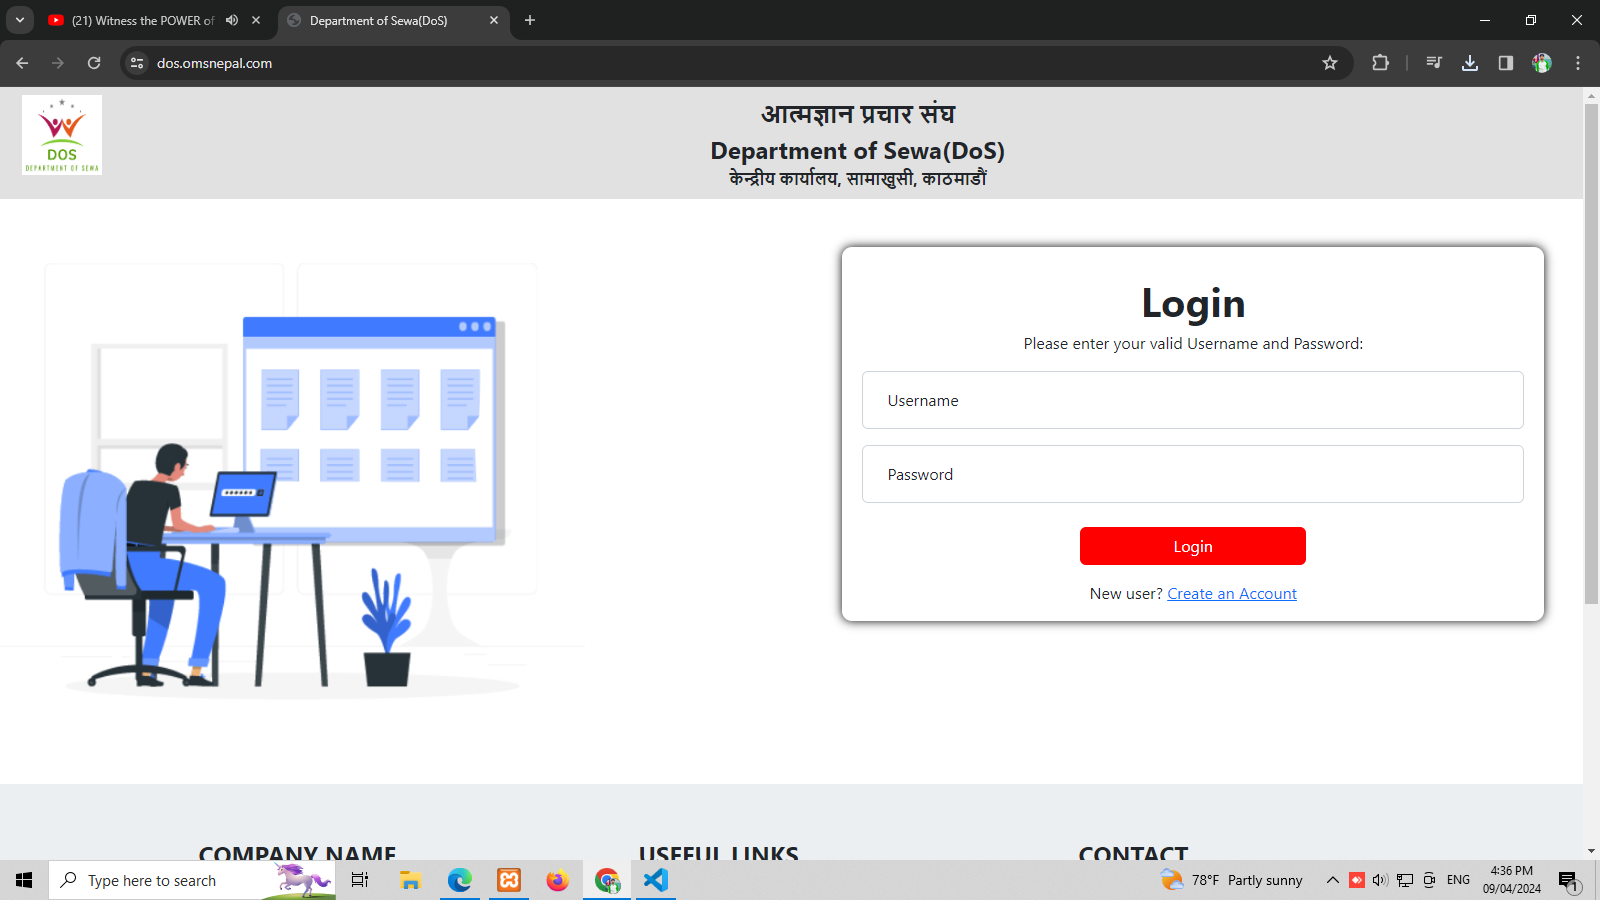 (21) Witness the POWER of
Department of Sewa(DoS)
dos.omsnepal.com
DOS
DEPARTMENT OF SEWA
आत्मज्ञान प्रचार संघ
Department of Sewa(DoS)
केन्द्रीय कार्यालय, सामाखुसी, काठमाडौं
Login
Please enter your valid Username and Password:
Username
Password
Login
New user? Create an Account
COMPANY NAME
USEFUL LINKS
CONTACT
Type here to search
78°F Partly sunny
ENG
4:36 PM
09/04/2024
1